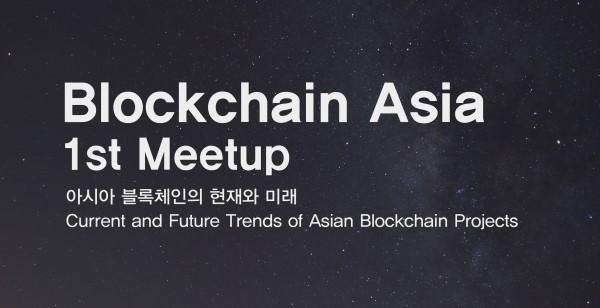 Blockchain Asia
1st Meetup
아시아 블록체인의 현재와 미래
Current and Future Trends of Asian Blockchain Projects